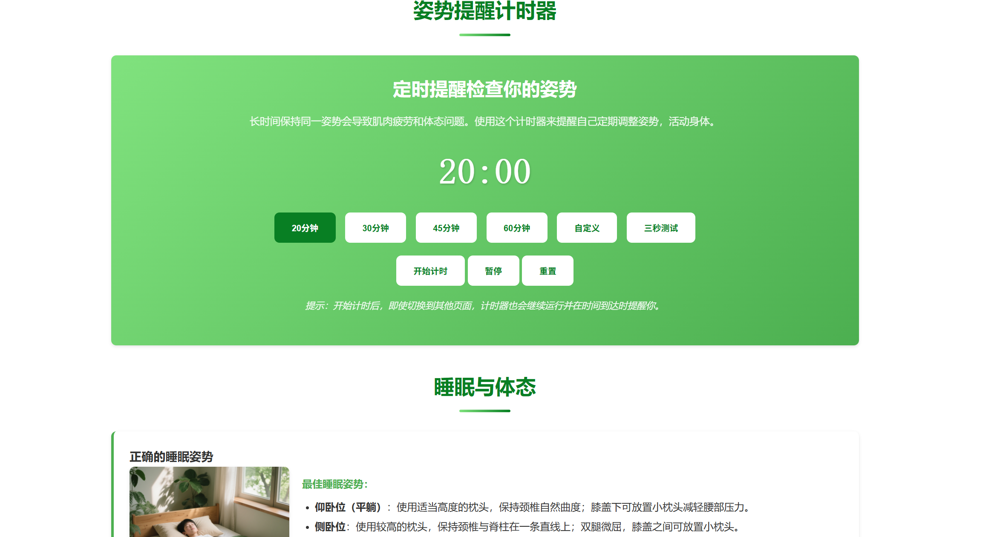 姿势提醒计时器
定时提醒检查你的姿势
长时间保持同一姿势会导致肌肉疲劳和体态问题。使用这个计时器来提醒自己定期调整姿势，活动身体。
20:00
20分钟 30分钟 45分钟 60分钟 自定义 三秒测试
开始计时 暂停 重置
提示：开始计时后，即使切换到其他页面，计时器也会继续运行并在时间到达时提醒你。
睡眠与体态
正确的睡眠姿势
最佳睡眠姿势：
• 仰卧位（平躺）：使用适当高度的枕头，保持颈椎自然曲度；膝盖下可放置小枕头减轻腰部压力。
• 侧卧位：使用较高的枕头，保持颈椎与脊柱在一条直线上；双腿微屈，膝盖之间可放置小枕头。